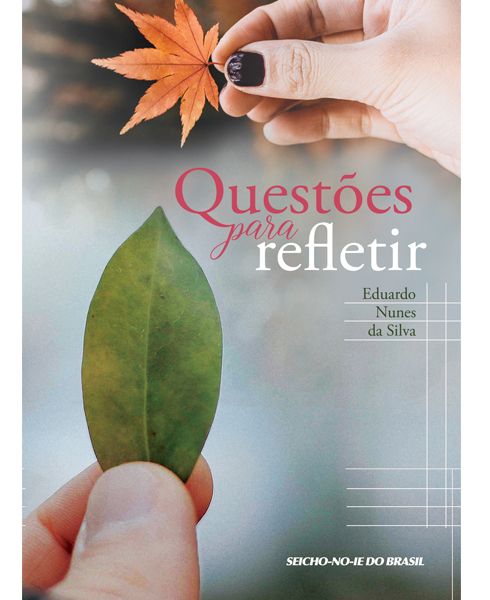 Questões
para
refletir
Eduardo
Nunes
da Silva
SEICHO-NO-IE DO BRASIL